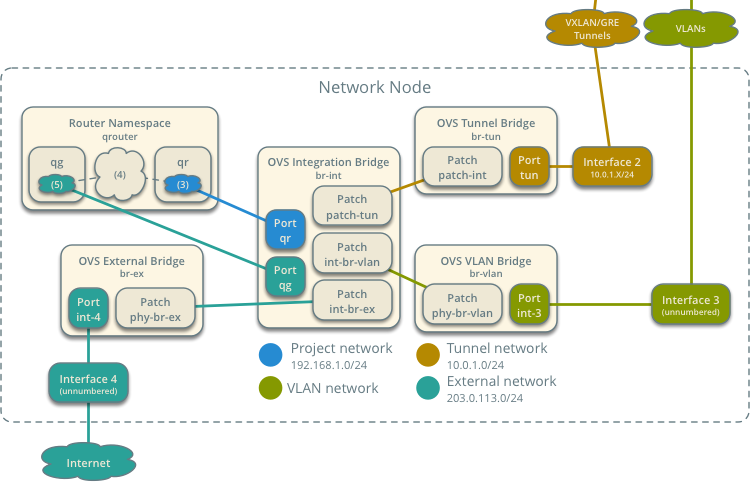 VXLAN/GRE
Tunnels
VLANs
Network Node
Router Namespace
qrouter
qg
(5)
(4)
qr
(3)
OVS Integration Bridge
br-int
Patch
patch-tun
Port
qr
Patch
int-br-vlan
Port
qg
Patch
int-br-ex
OVS Tunnel Bridge
br-tun
Patch
patch-int
Port
tun
Interface 2
10.0.1.X/24
OVS External Bridge
br-ex
Port
int-4
Patch
phy-br-ex
OVS VLAN Bridge
br-vlan
Patch
phy-br-vlan
Port
int-3
Interface 3
(unnumbered)
Interface 4
(unnumbered)
Project network
192.168.1.0/24
VLAN network
Tunnel network
10.0.1.0/24
External network
203.0.113.0/24
Internet